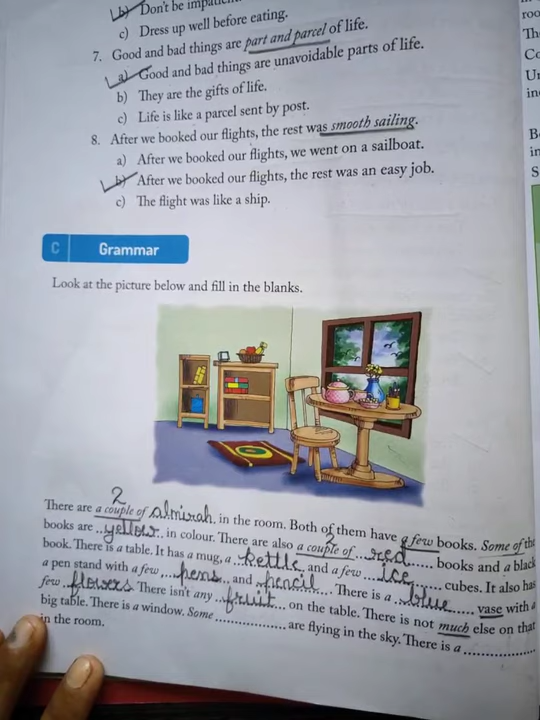 b) Don't be
c) Dress up well before eating.
7. Good and bad things are part and parcel of life.
a) Good and bad things are unavoidable parts of life.
b) They are the gifts of life.
c) Life is like a parcel sent by post.
8. After we booked our flights, the rest was smooth sailing.
a) After we booked our flights, we went on a sailboat.
b) After we booked our flights, the rest was an easy job.
c) The flight was like a ship.
C Grammar
Look at the picture below and fill in the blanks.
2
There are a couple of almirah in the room. Both of them have a few books. Some of the
2
books are yellow in colour. There are also a couple of red books and a black
book. There is a table. It has a mug, a kettle and a few ice cubes. It also has
a pen stand with a few pens and pencil. There is a blue vase with a
few flowers There isn't any fruit on the table. There is not much else on that
big table. There is a window. Some ............... are flying in the sky. There is a ...............
in the room.
roo
Th
Co
Un
in
B
in
S